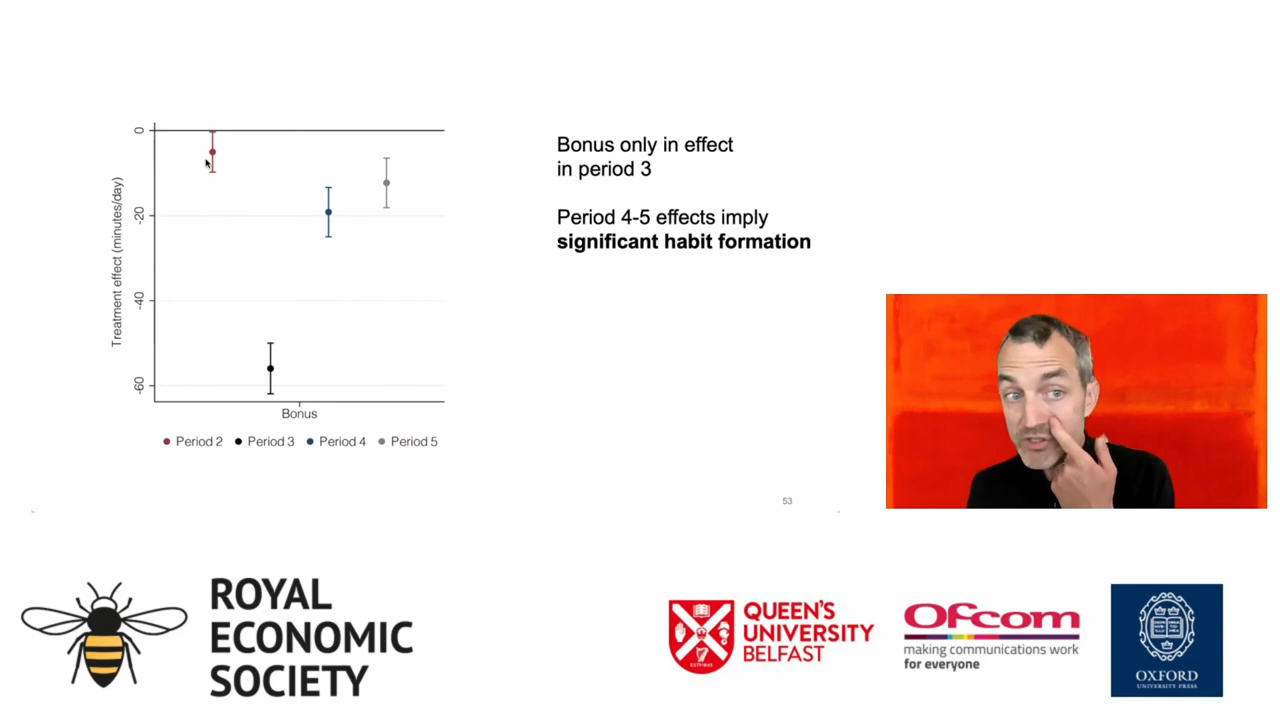 0
-20
-40
-60
Treatment effect (minutes/day)
Bonus
Period 2 Period 3 Period 4 Period 5
Bonus only in effect
in period 3
Period 4-5 effects imply
significant habit formation
53
ROYAL
ECONOMIC
SOCIETY
QUEEN'S
UNIVERSITY
BELFAST
ESTD1845
Ofcom
making communications work
for everyone
OXFORD
UNIVERSITY PRESS